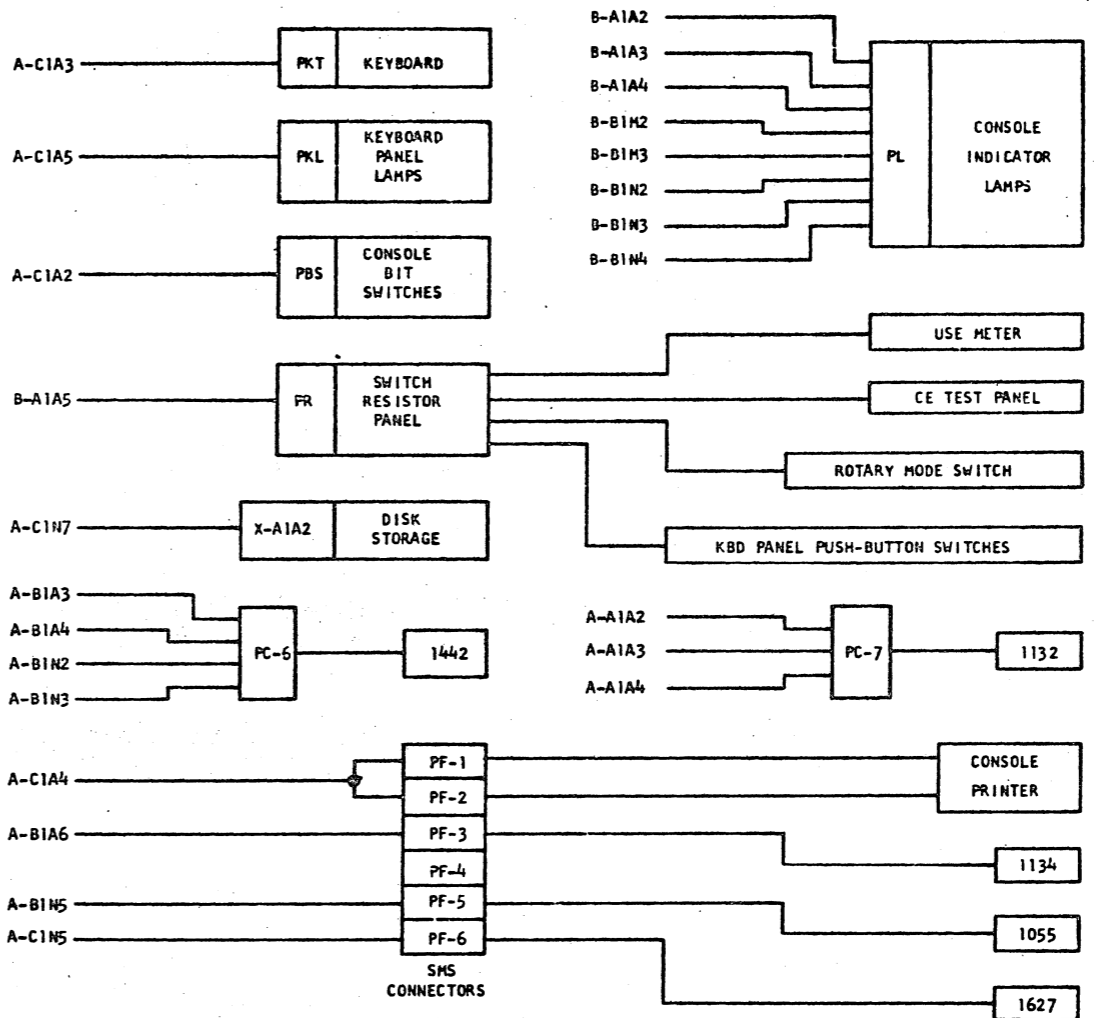 A-C1A3
PKT
KEYBOARD
A-C1A5
PKL
KEYBOARD
PANEL
LAMPS
A-C1A2
PBS
CONSOLE
BIT
SWITCHES
B-A1A5
FR
SWITCH
RESISTOR
PANEL
A-C1N7
X-A1A2
DISK
STORAGE
B-A1A2
B-A1A3
B-A1A4
B-B1M2
B-B1M3
B-B1N2
B-B1N3
B-B1N4
PL
CONSOLE
INDICATOR
LAMPS
USE METER
CE TEST PANEL
ROTARY MODE SWITCH
KBD PANEL PUSH-BUTTON SWITCHES
A-B1A3
A-B1A4
A-B1N2
A-B1N3
PC-6
1442
A-A1A2
A-A1A3
A-A1A4
PC-7
1132
A-C1A4
A-B1A6
A-B1N5
A-C1N5
PF-1
PF-2
PF-3
PF-4
PF-5
PF-6
SMS
CONNECTORS
CONSOLE
PRINTER
1134
1055
1627